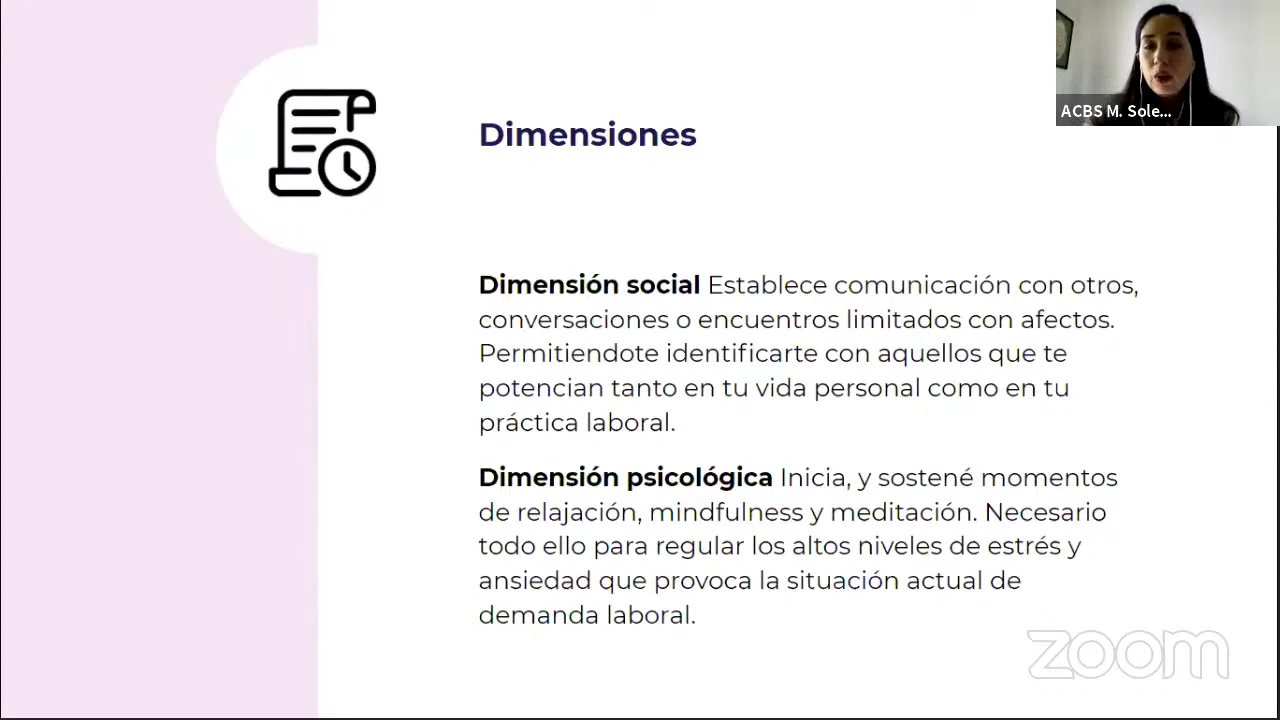 ACBS M. Sole...
Dimensiones
Dimensión social Establece comunicación con otros,
conversaciones o encuentros limitados con afectos.
Permitiendote identificarte con aquellos que te
potencian tanto en tu vida personal como en tu
práctica laboral.
Dimensión psicológica Inicia, y sostené momentos
de relajación, mindfulness y meditación. Necesario
todo ello para regular los altos niveles de estrés y
ansiedad que provoca la situación actual de
demanda laboral.
zoom